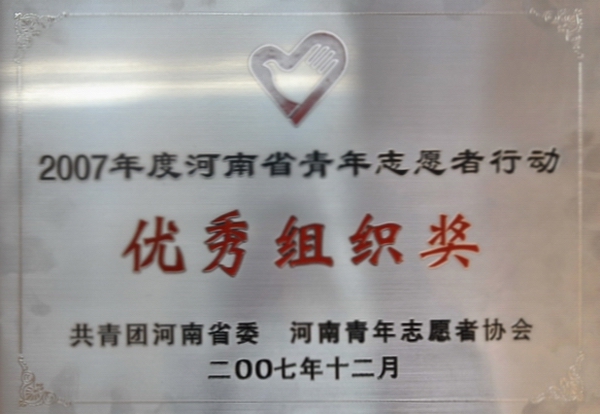 2007年度河南省青年志愿者行动
优秀组织奖
共青团河南省委 河南青年志愿者协会
二OO七年十二月